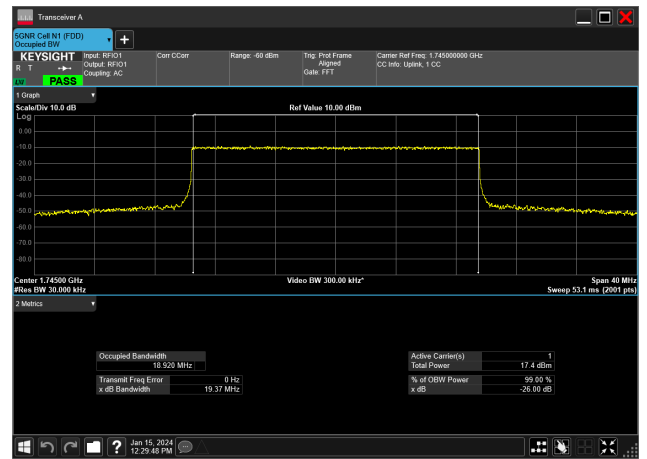 Transceiver A
5GNR Cell N1 (FDD)
Occupied BW
KEYSIGHT
R T
LW PASS
Input: RFIO1
Output: RFIO1
Coupling: AC
Corr CCorr
Range: -60 dBm
Trig: Prot Frame
Aligned
Gate: FFT
Carrier Ref Freq: 1.745000000 GHz
CC Info: Uplink, 1 CC
1 Graph
Scale/Div 10.0 dB
Ref Value 10.00 dBm
Log
0.00
-10.0
-20.0
-30.0
-40.0
-50.0
-60.0
-70.0
-80.0
Center 1.74500 GHz
Video BW 300.00 kHz*
Span 40 MHz
#Res BW 30.000 kHz
Sweep 53.1 ms (2001 pts)
2 Metrics
Occupied Bandwidth
18.920 MHz
Transmit Freq Error 0 Hz
x dB Bandwidth 19.37 MHz
Active Carrier(s) 1
Total Power 17.4 dBm
% of OBW Power 99.00 %
x dB -26.00 dB
?
Jan 15, 2024
12:29:48 PM